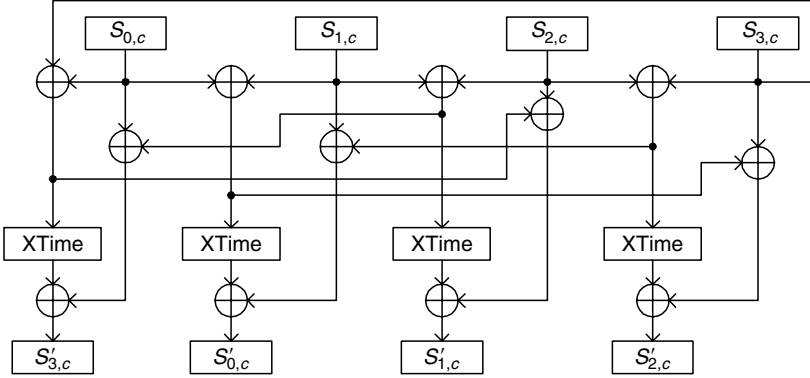 S0,c
S1,c
S2,c
S3,c
XTime
XTime
XTime
XTime
S′3,c
S′0,c
S′1,c
S′2,c